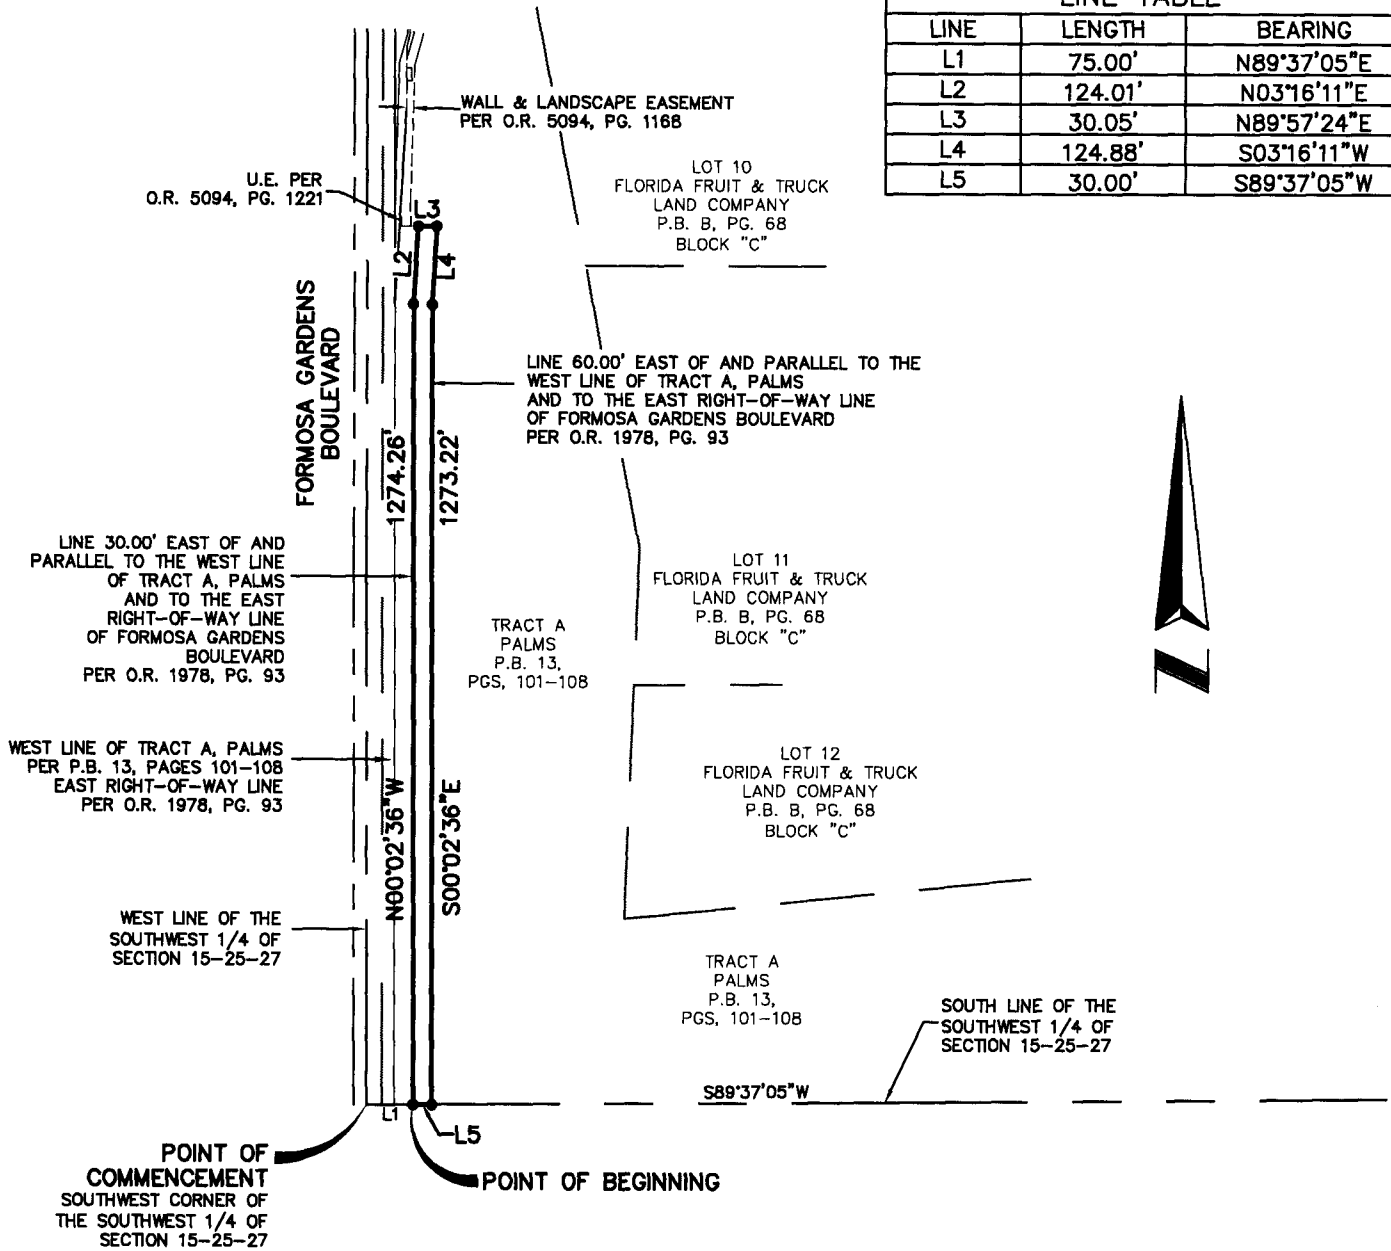 LINE TABLE
LINE LENGTH BEARING
L1 75.00' N89°37'05"E
L2 124.01' N03°16'11"E
L3 30.05' N89°57'24"E
L4 124.88' S03°16'11"W
L5 30.00' S89°37'05"W
WALL & LANDSCAPE EASEMENT
PER O.R. 5094, PG. 1168
U.E. PER
O.R. 5094, PG. 1221
LOT 10
FLORIDA FRUIT & TRUCK
LAND COMPANY
P.B. B, PG. 68
BLOCK "C"
L3
L2
L4
FORMOSA GARDENS
BOULEVARD
LINE 60.00' EAST OF AND PARALLEL TO THE
WEST LINE OF TRACT A, PALMS
AND TO THE EAST RIGHT-OF-WAY LINE
OF FORMOSA GARDENS BOULEVARD
PER O.R. 1978, PG. 93
1274.26'
1273.22'
LINE 30.00' EAST OF AND
PARALLEL TO THE WEST LINE
OF TRACT A, PALMS
AND TO THE EAST
RIGHT-OF-WAY LINE
OF FORMOSA GARDENS
BOULEVARD
PER O.R. 1978, PG. 93
LOT 11
FLORIDA FRUIT & TRUCK
LAND COMPANY
P.B. B, PG. 68
BLOCK "C"
TRACT A
PALMS
P.B. 13,
PGS, 101-108
N
WEST LINE OF TRACT A, PALMS
PER P.B. 13, PAGES 101-108
EAST RIGHT-OF-WAY LINE
PER O.R. 1978, PG. 93
LOT 12
FLORIDA FRUIT & TRUCK
LAND COMPANY
P.B. B, PG. 68
BLOCK "C"
N00°02'36"W
S00°02'36"E
WEST LINE OF THE
SOUTHWEST 1/4 OF
SECTION 15-25-27
TRACT A
PALMS
P.B. 13,
PGS, 101-108
SOUTH LINE OF THE
SOUTHWEST 1/4 OF
SECTION 15-25-27
S89°37'05"W
L1
L5
POINT OF
COMMENCEMENT
SOUTHWEST CORNER OF
THE SOUTHWEST 1/4 OF
SECTION 15-25-27
POINT OF BEGINNING